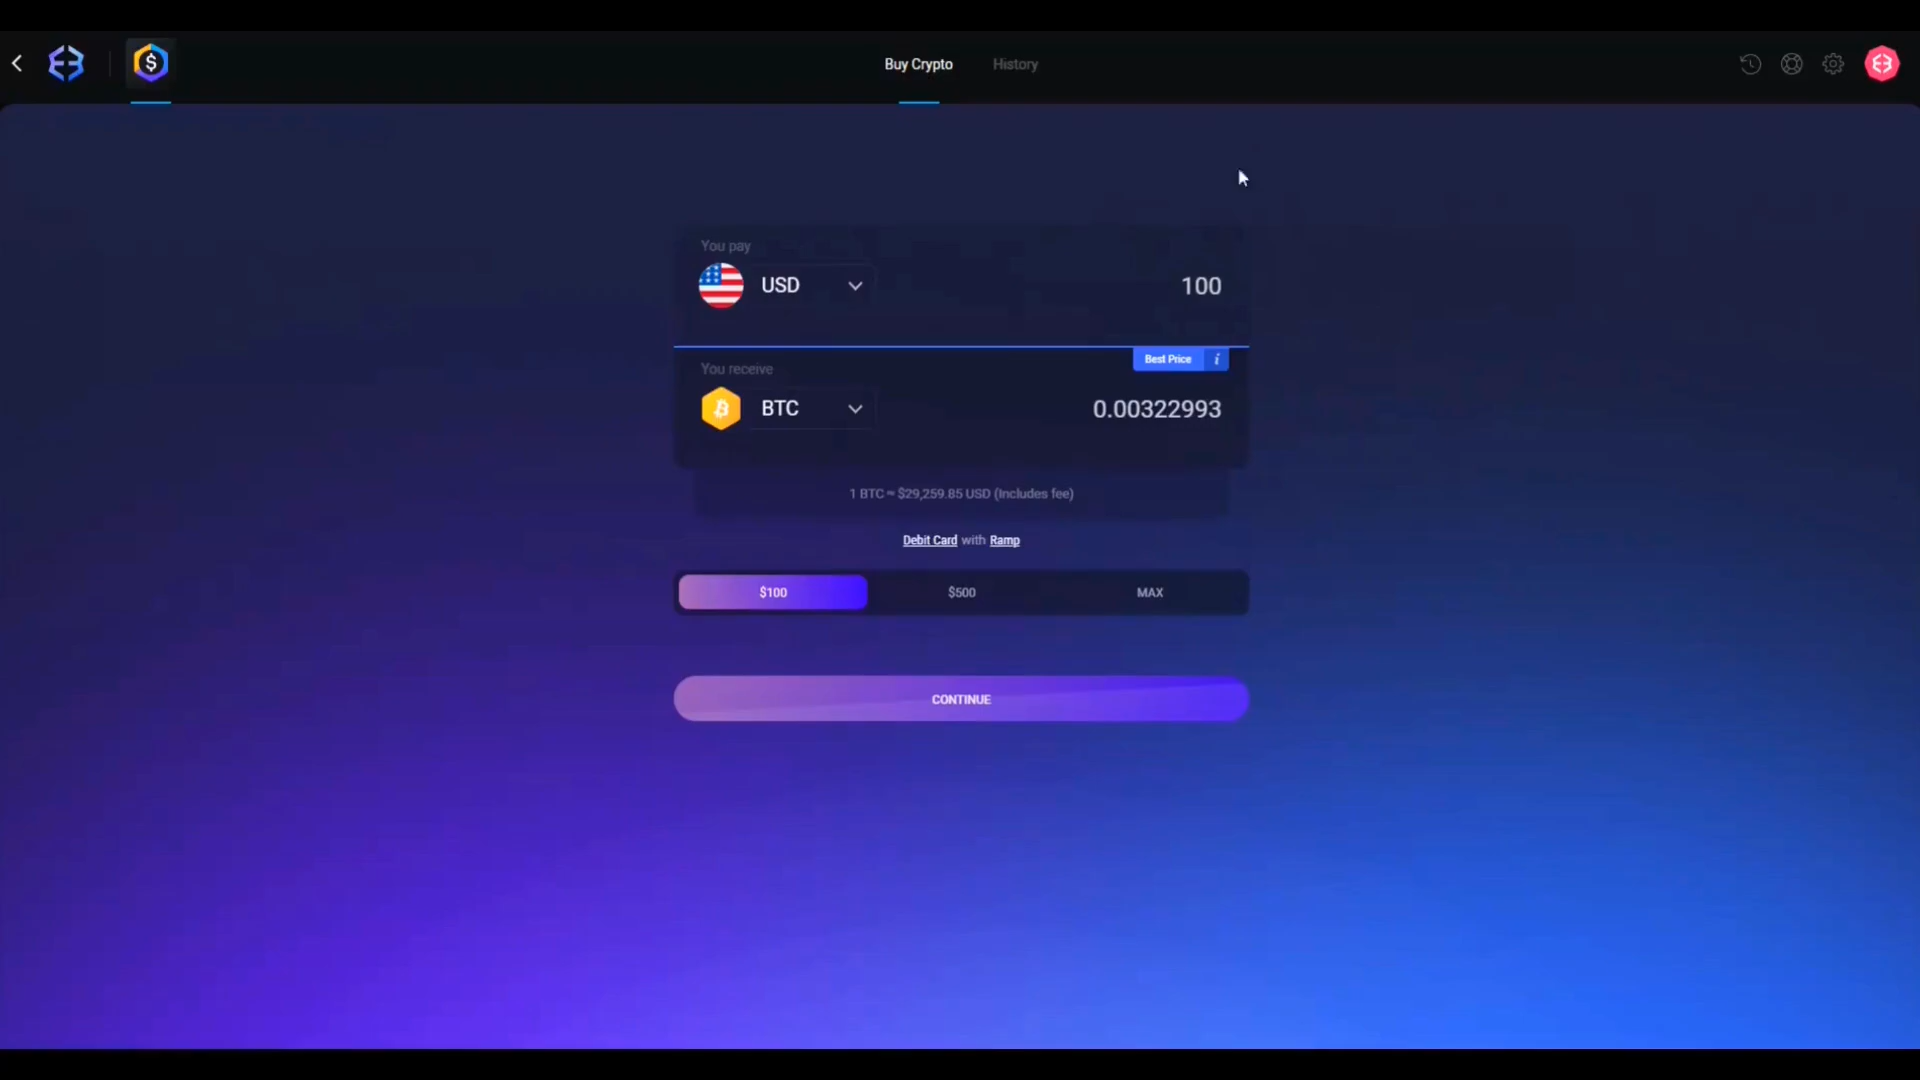 Buy Crypto
History
You pay
USD
100
Best Price i
You receive
BTC
0.00322993
1 BTC ≈ $29,259.85 USD (Includes fee)
Debit Card with Ramp
$100
$500
MAX
CONTINUE